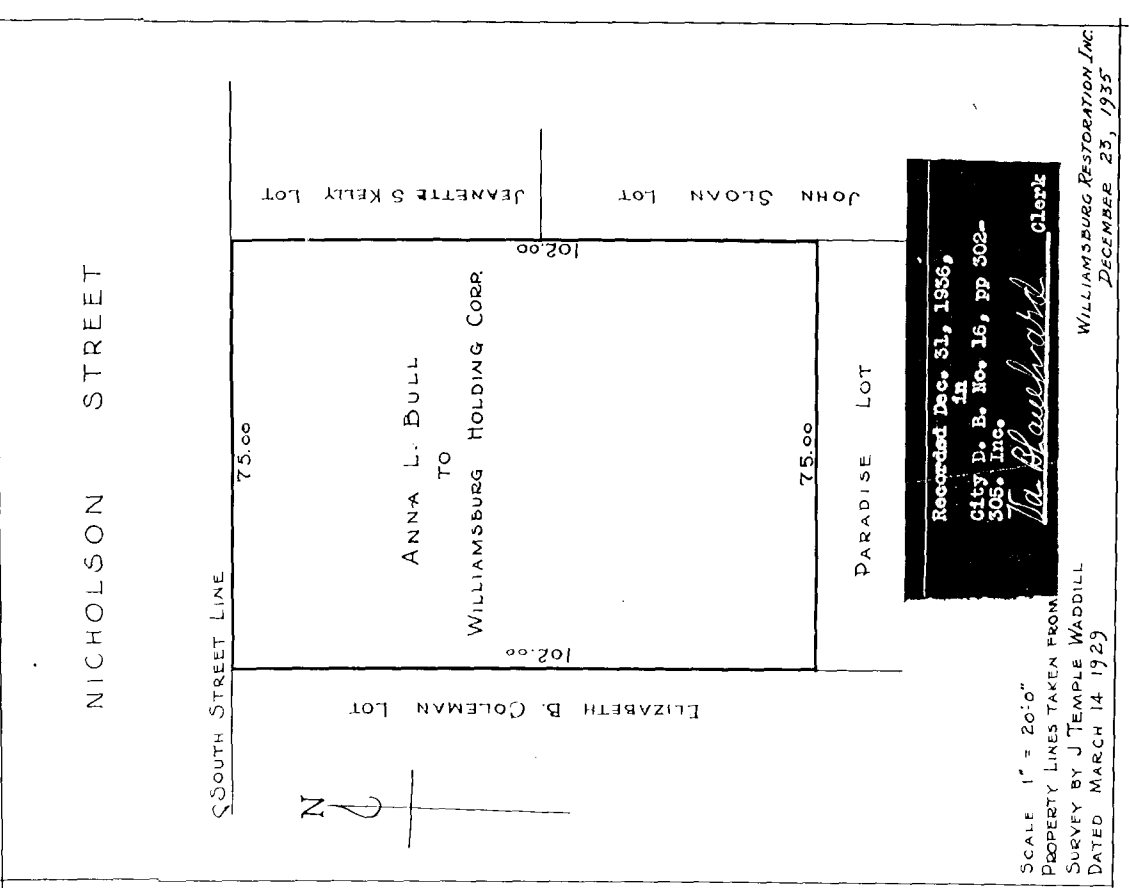 NICHOLSON STREET
SOUTH STREET LINE
75.00
ANNA L. BULL
TO
WILLIAMSBURG HOLDING CORP.
102.00
102.00
75.00
ELIZABETH B. COLEMAN LOT
JEANETTE S KELLY LOT
JOHN SLOAN LOT
PARADISE LOT
N
Recorded Dec. 31, 1936,
in
City D. B. No. 16, pp 302-
305. Inc.
Clerk
SCALE 1" = 20'-0"
PROPERTY LINES TAKEN FROM
SURVEY BY J TEMPLE WADDILL
DATED MARCH 14 1929
WILLIAMSBURG RESTORATION INC.
DECEMBER 23, 1935